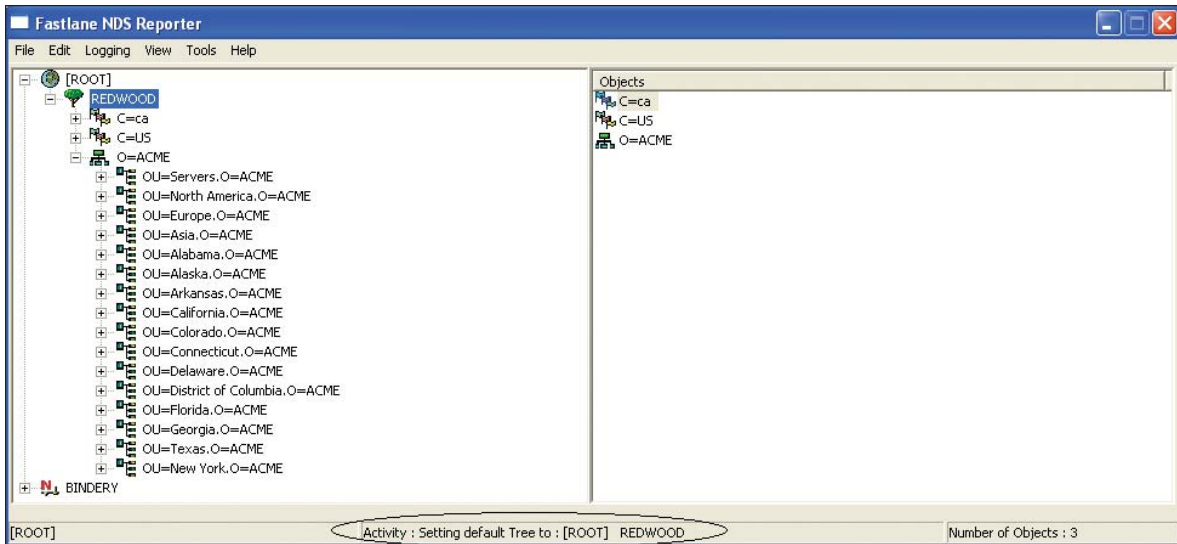 Fastlane NDS Reporter
File Edit Logging View Tools Help
[ROOT]
REDWOOD
C=ca
C=US
O=ACME
OU=Servers.O=ACME
OU=North America.O=ACME
OU=Europe.O=ACME
OU=Asia.O=ACME
OU=Alabama.O=ACME
OU=Alaska.O=ACME
OU=Arkansas.O=ACME
OU=California.O=ACME
OU=Colorado.O=ACME
OU=Connecticut.O=ACME
OU=Delaware.O=ACME
OU=District of Columbia.O=ACME
OU=Florida.O=ACME
OU=Georgia.O=ACME
OU=Texas.O=ACME
OU=New York.O=ACME
BINDERY
Objects
C=ca
C=US
O=ACME
[ROOT]
Activity : Setting default Tree to : [ROOT] REDWOOD
Number of Objects : 3